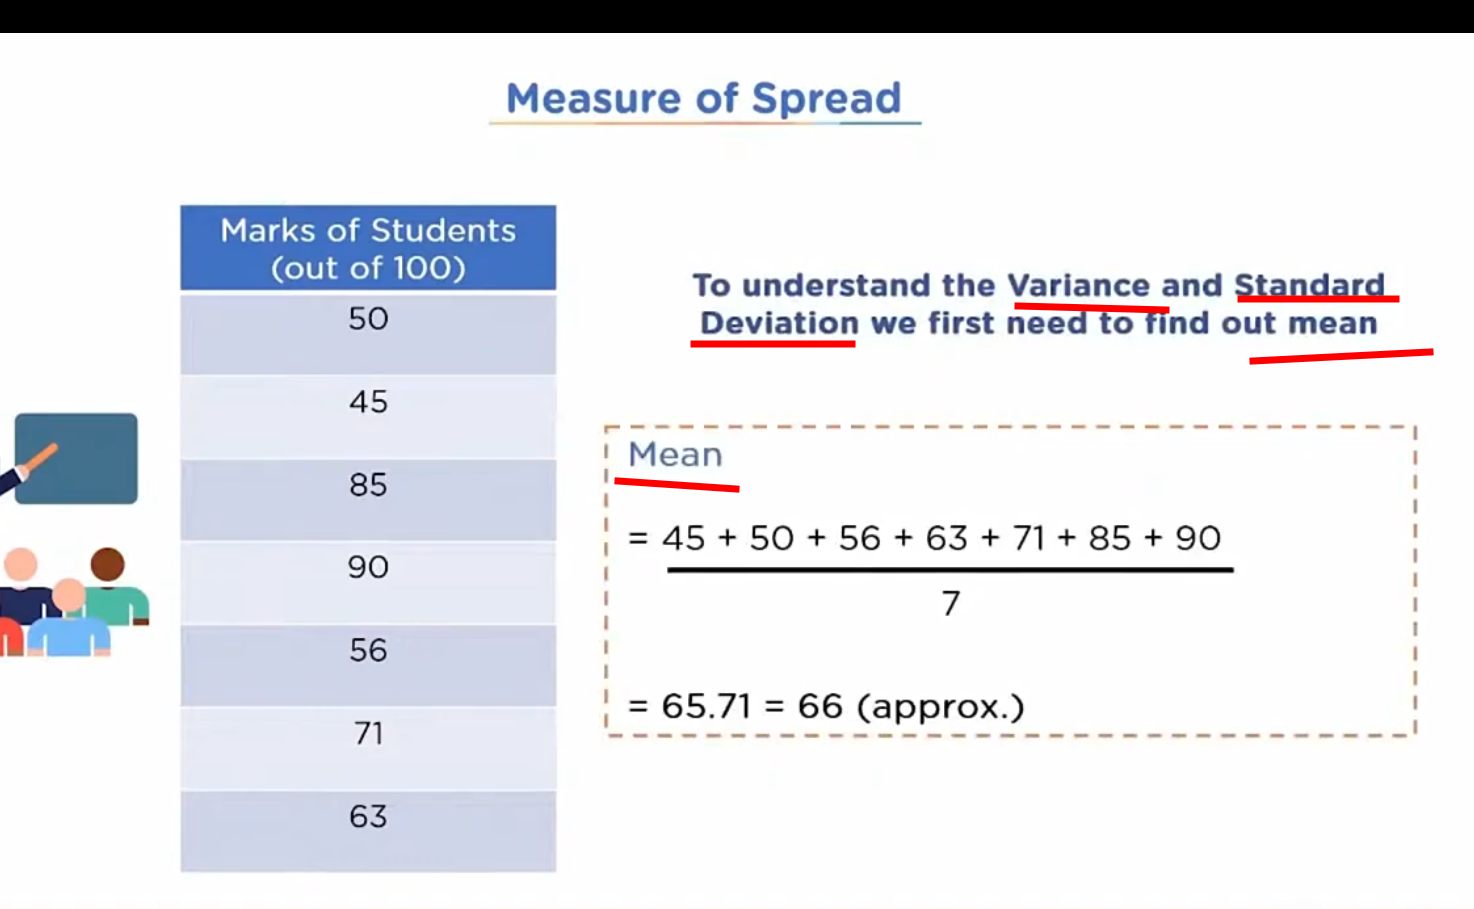 Measure of Spread
Marks of Students
(out of 100)
50
45
85
90
56
71
63
To understand the Variance and Standard
Deviation we first need to find out mean
Mean
= 45 + 50 + 56 + 63 + 71 + 85 + 90
7
= 65.71 = 66 (approx.)